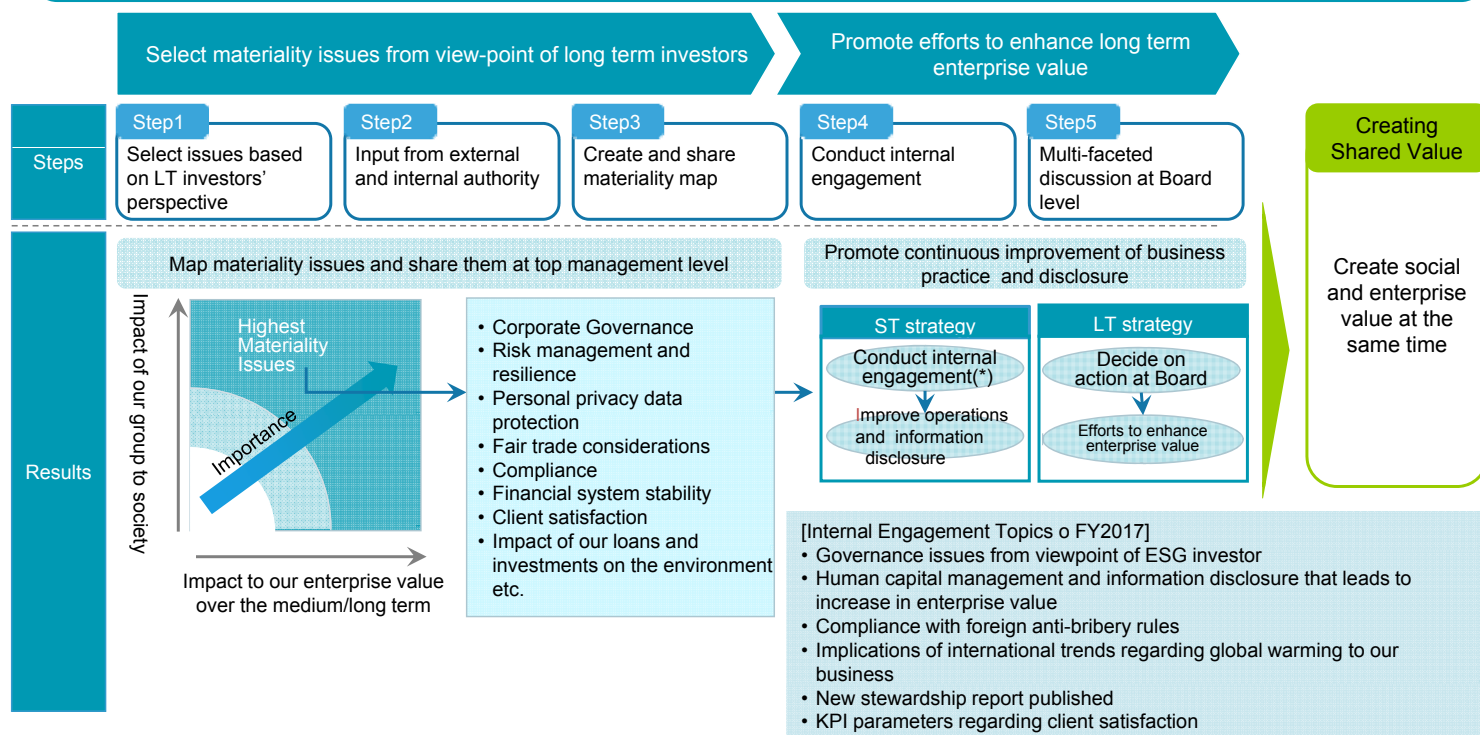 Select materiality issues from view-point of long term investors
Promote efforts to enhance long term
enterprise value
Steps
Step1
Select issues based
on LT investors'
perspective
Step2
Input from external
and internal authority
Step3
Create and share
materiality map
Step4
Conduct internal
engagement
Step5
Multi-faceted
discussion at Board
level
Creating
Shared Value
Create social
and enterprise
value at the
same time
Results
Map materiality issues and share them at top management level
Impact of our group to society
Highest
Materiality
Issues
Importance
Impact to our enterprise value
over the medium/long term
• Corporate Governance
• Risk management and
resilience
• Personal privacy data
protection
• Fair trade considerations
• Compliance
• Financial system stability
• Client satisfaction
• Impact of our loans and
investments on the environment
etc.
Promote continuous improvement of business
practice and disclosure
ST strategy
Conduct internal
engagement(*)
Improve operations
and information
disclosure
LT strategy
Decide on
action at Board
Efforts to enhance
enterprise value
[Internal Engagement Topics o FY2017]
• Governance issues from viewpoint of ESG investor
• Human capital management and information disclosure that leads to
increase in enterprise value
• Compliance with foreign anti-bribery rules
• Implications of international trends regarding global warming to our
business
• New stewardship report published
• KPI parameters regarding client satisfaction